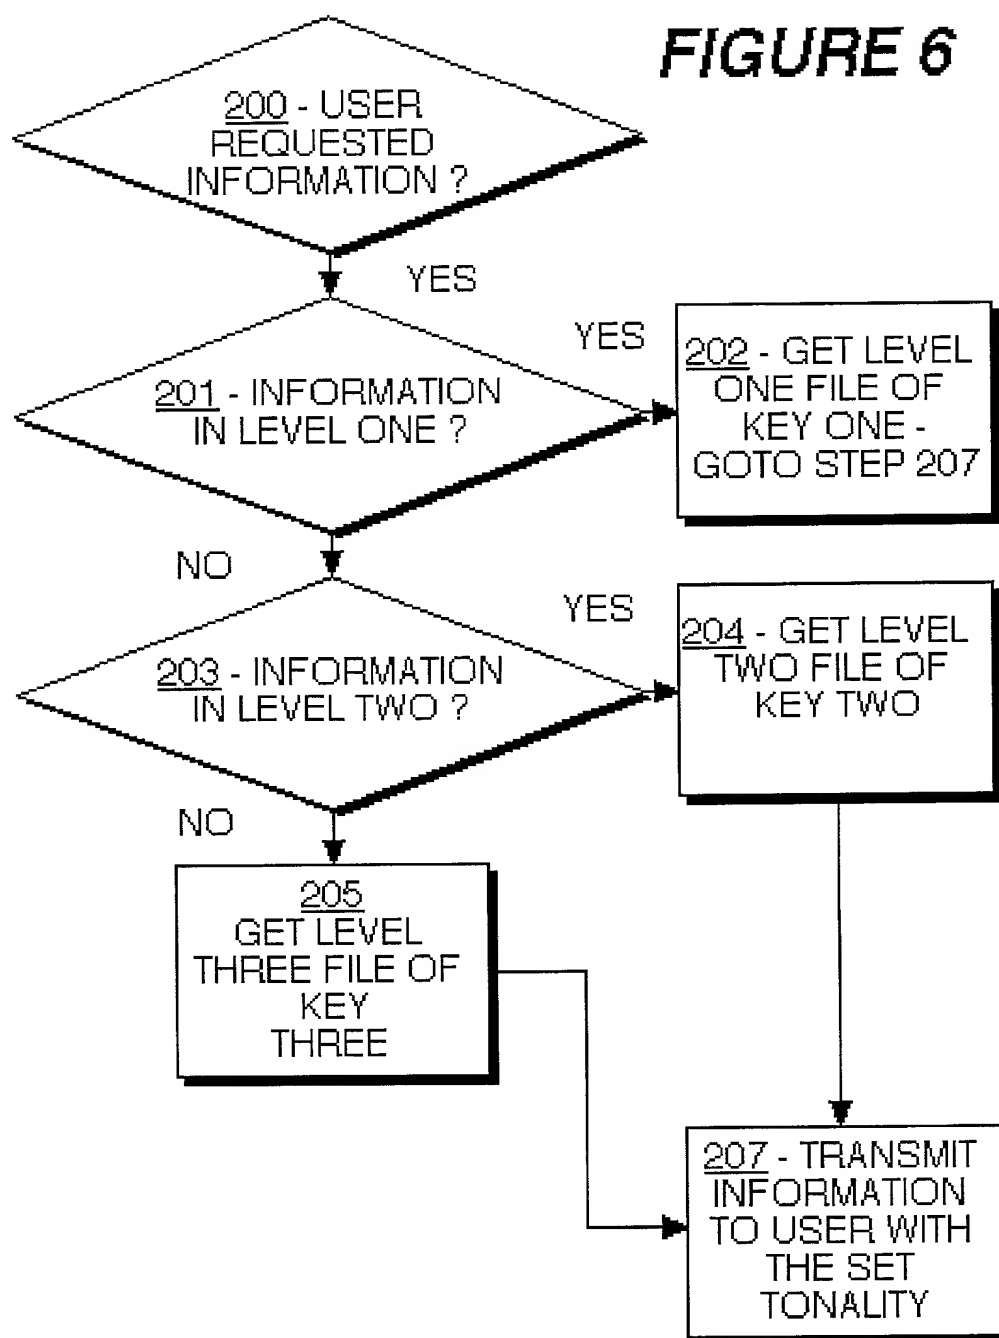 FIGURE 6
200 - USER
REQUESTED
INFORMATION ?
YES
201 - INFORMATION
IN LEVEL ONE ?
YES
202 - GET LEVEL
ONE FILE OF
KEY ONE -
GOTO STEP 207
NO
203 - INFORMATION
IN LEVEL TWO ?
YES
204 - GET LEVEL
TWO FILE OF
KEY TWO
NO
205
GET LEVEL
THREE FILE OF
KEY
THREE
207 - TRANSMIT
INFORMATION
TO USER WITH
THE SET
TONALITY